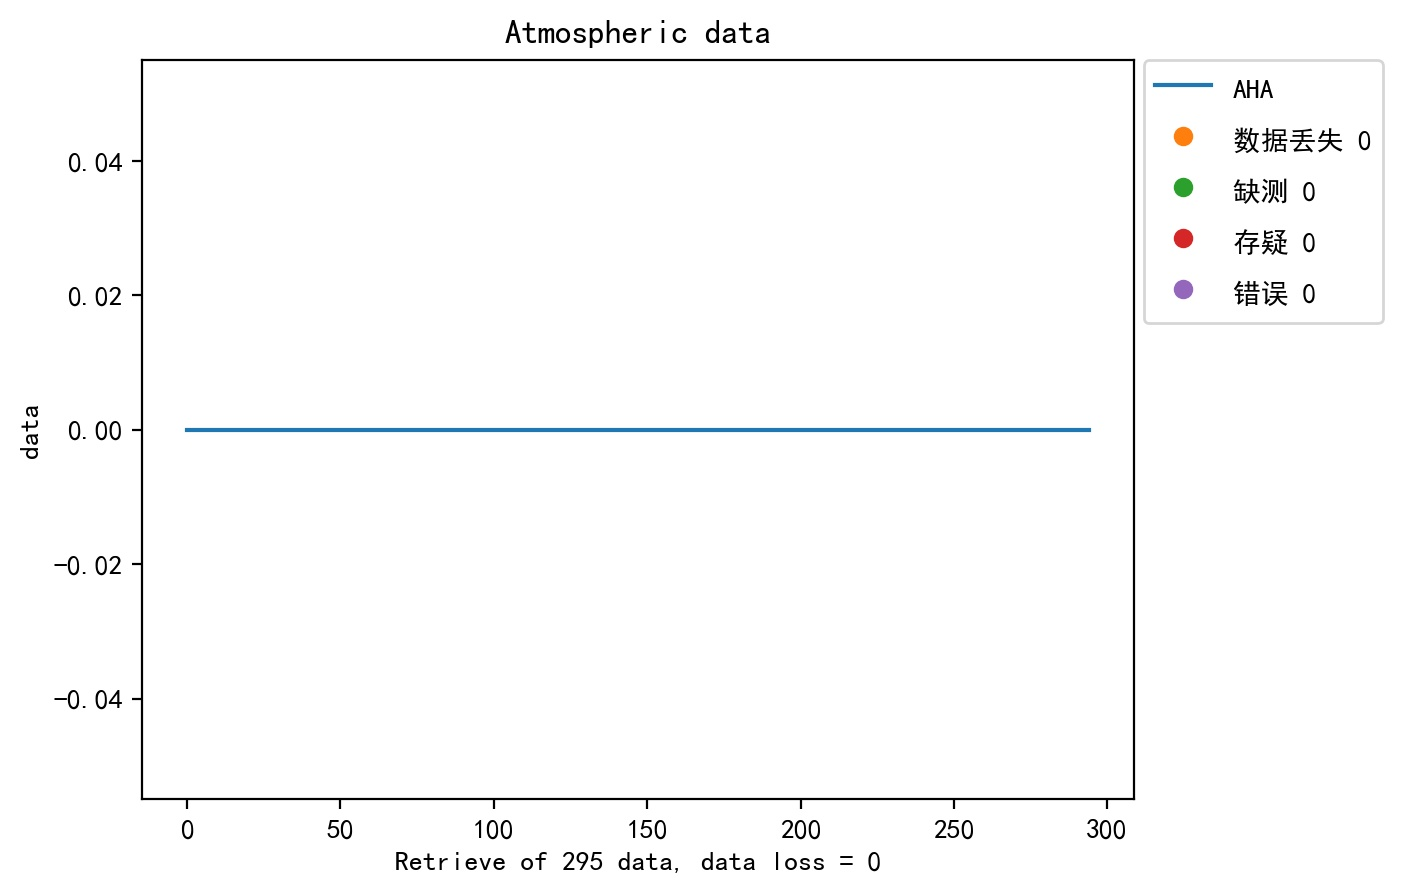 Atmospheric data
AHA
数据丢失 0
缺测 0
存疑 0
错误 0
data
0.04
0.02
0.00
−0.02
−0.04
0 50 100 150 200 250 300
Retrieve of 295 data, data loss = 0